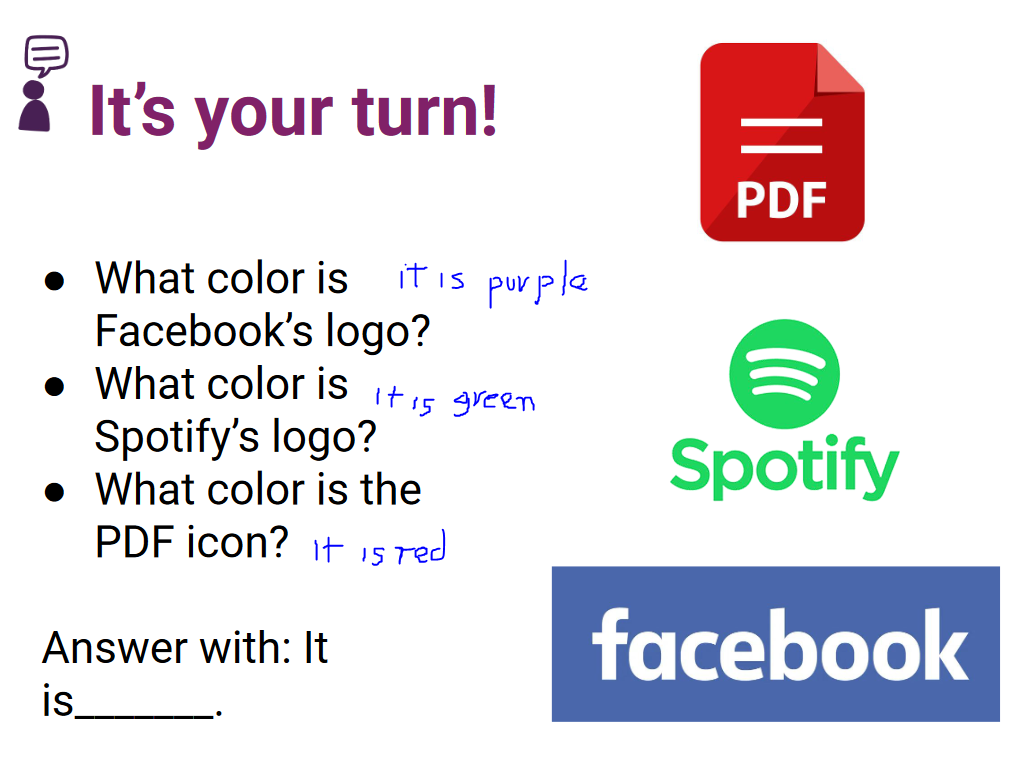 It's your turn!
PDF
● What color is it is purple
Facebook's logo?
● What color is it is green
Spotify's logo?
● What color is the
PDF icon? it is red
Spotify
facebook
Answer with: It
is_______.